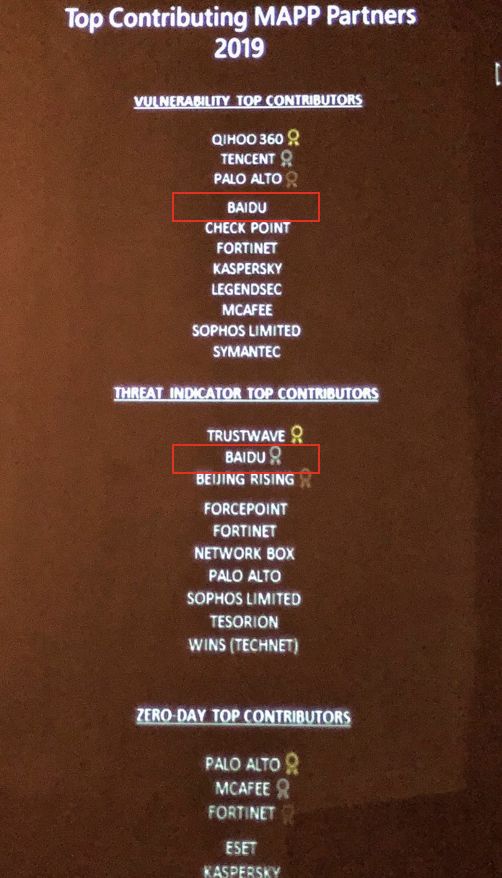 Top Contributing MAPP Partners
2019
VULNERABILITY TOP CONTRIBUTORS
QIHOO 360
TENCENT
PALO ALTO
BAIDU
CHECK POINT
FORTINET
KASPERSKY
LEGENDSEC
MCAFEE
SOPHOS LIMITED
SYMANTEC
THREAT INDICATOR TOP CONTRIBUTORS
TRUSTWAVE
BAIDU
BEIJING RISING
FORCEPOINT
FORTINET
NETWORK BOX
PALO ALTO
SOPHOS LIMITED
TESORION
WINS (TECHNET)
ZERO-DAY TOP CONTRIBUTORS
PALO ALTO
MCAFEE
FORTINET
ESET
KASPERSKY